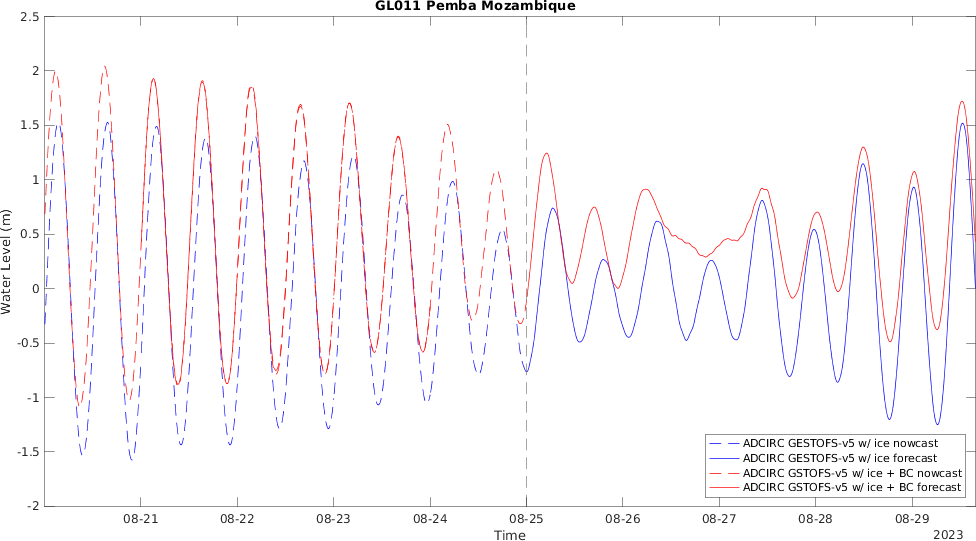 GL011 Pemba Mozambique
2.5
2
1.5
1
0.5
0
-0.5
-1
-1.5
-2
Water Level (m)
08-21 08-22 08-23 08-24 08-25 08-26 08-27 08-28 08-29
Time
2023
ADCIRC GESTOFS-v5 w/ ice nowcast
ADCIRC GESTOFS-v5 w/ ice forecast
ADCIRC GSTOFS-v5 w/ ice + BC nowcast
ADCIRC GSTOFS-v5 w/ ice + BC forecast